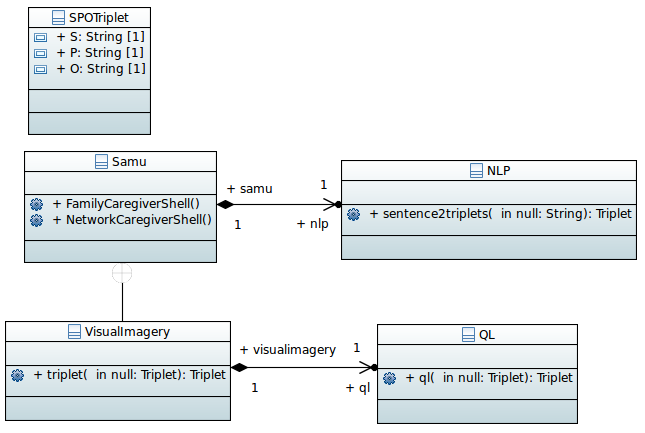 SPOTriplet
+ S: String [1]
+ P: String [1]
+ O: String [1]
Samu
+ FamilyCaregiverShell()
+ NetworkCaregiverShell()
+ samu
1
1
+ nlp
NLP
+ sentence2triplets(  in null: String): Triplet
VisualImagery
+ triplet(  in null: Triplet): Triplet
+ visualimagery
1
1
+ ql
QL
+ ql(  in null: Triplet): Triplet